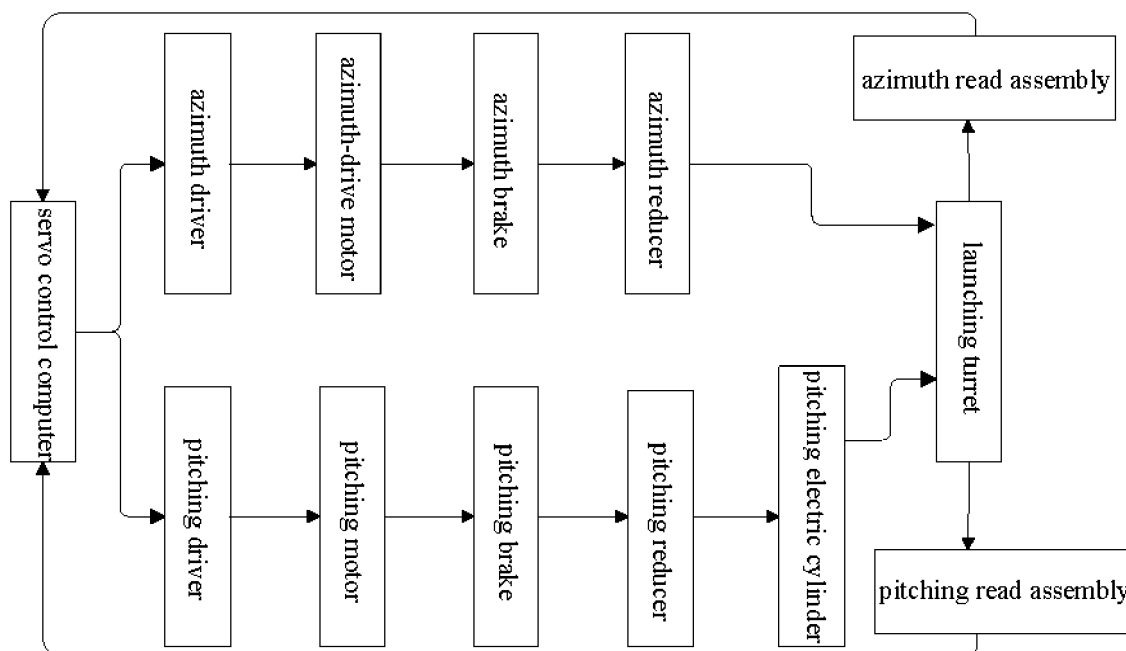 azimuth read assembly
azimuth driver
azimuth-drive motor
azimuth brake
azimuth reducer
servo control computer
launching turret
pitching driver
pitching motor
pitching brake
pitching reducer
pitching electric cylinder
pitching read assembly